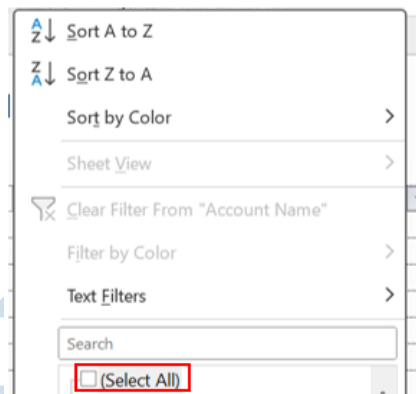 Sort A to Z
Sort Z to A
Sort by Color
Sheet View
Clear Filter From "Account Name"
Filter by Color
Text Filters
Search
(Select All)